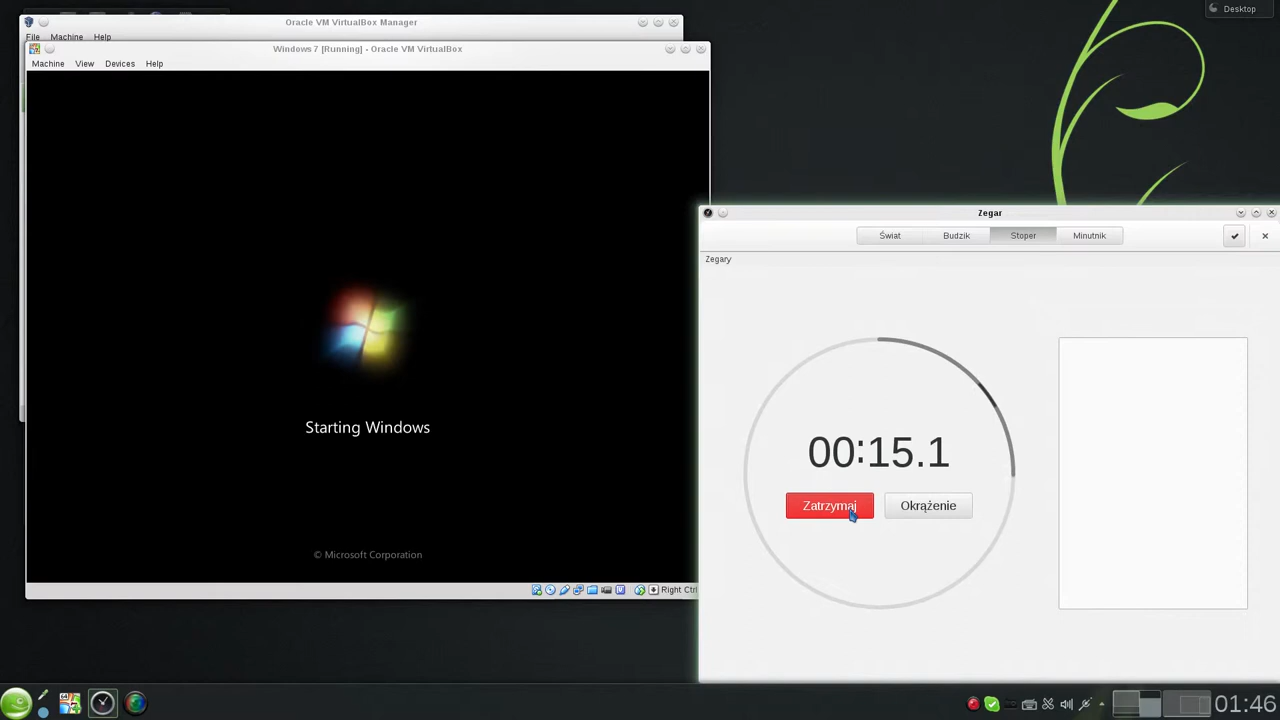 Oracle VM VirtualBox Manager
File Machine Help
Windows 7 [Running] - Oracle VM VirtualBox
Machine View Devices Help
Starting Windows
© Microsoft Corporation
Right Ctrl
Desktop
Zegar
Świat Budzik Stoper Minutnik
Zegary
00:15.1
Zatrzymaj Okrążenie
01:46